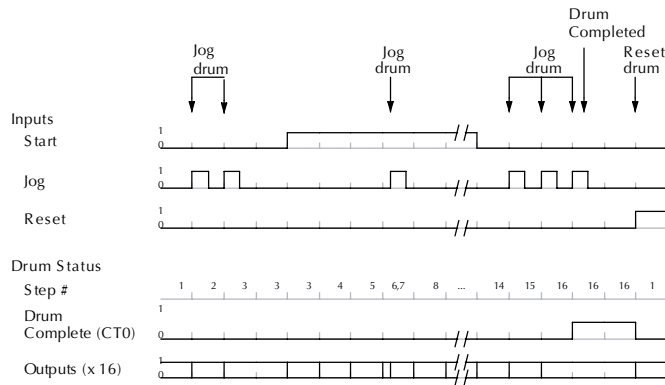 Drum
Completed
Jog
drum
Jog
drum
Jog
drum
Reset
drum
Inputs
Start
1
0
Jog
1
0
Reset
1
0
Drum Status
Step #
1 2 3 3 3 4 5 6,7 8 ... 14 15 16 16 16 1
Drum
Complete (CT0)
1
0
Outputs (x 16)
1
0